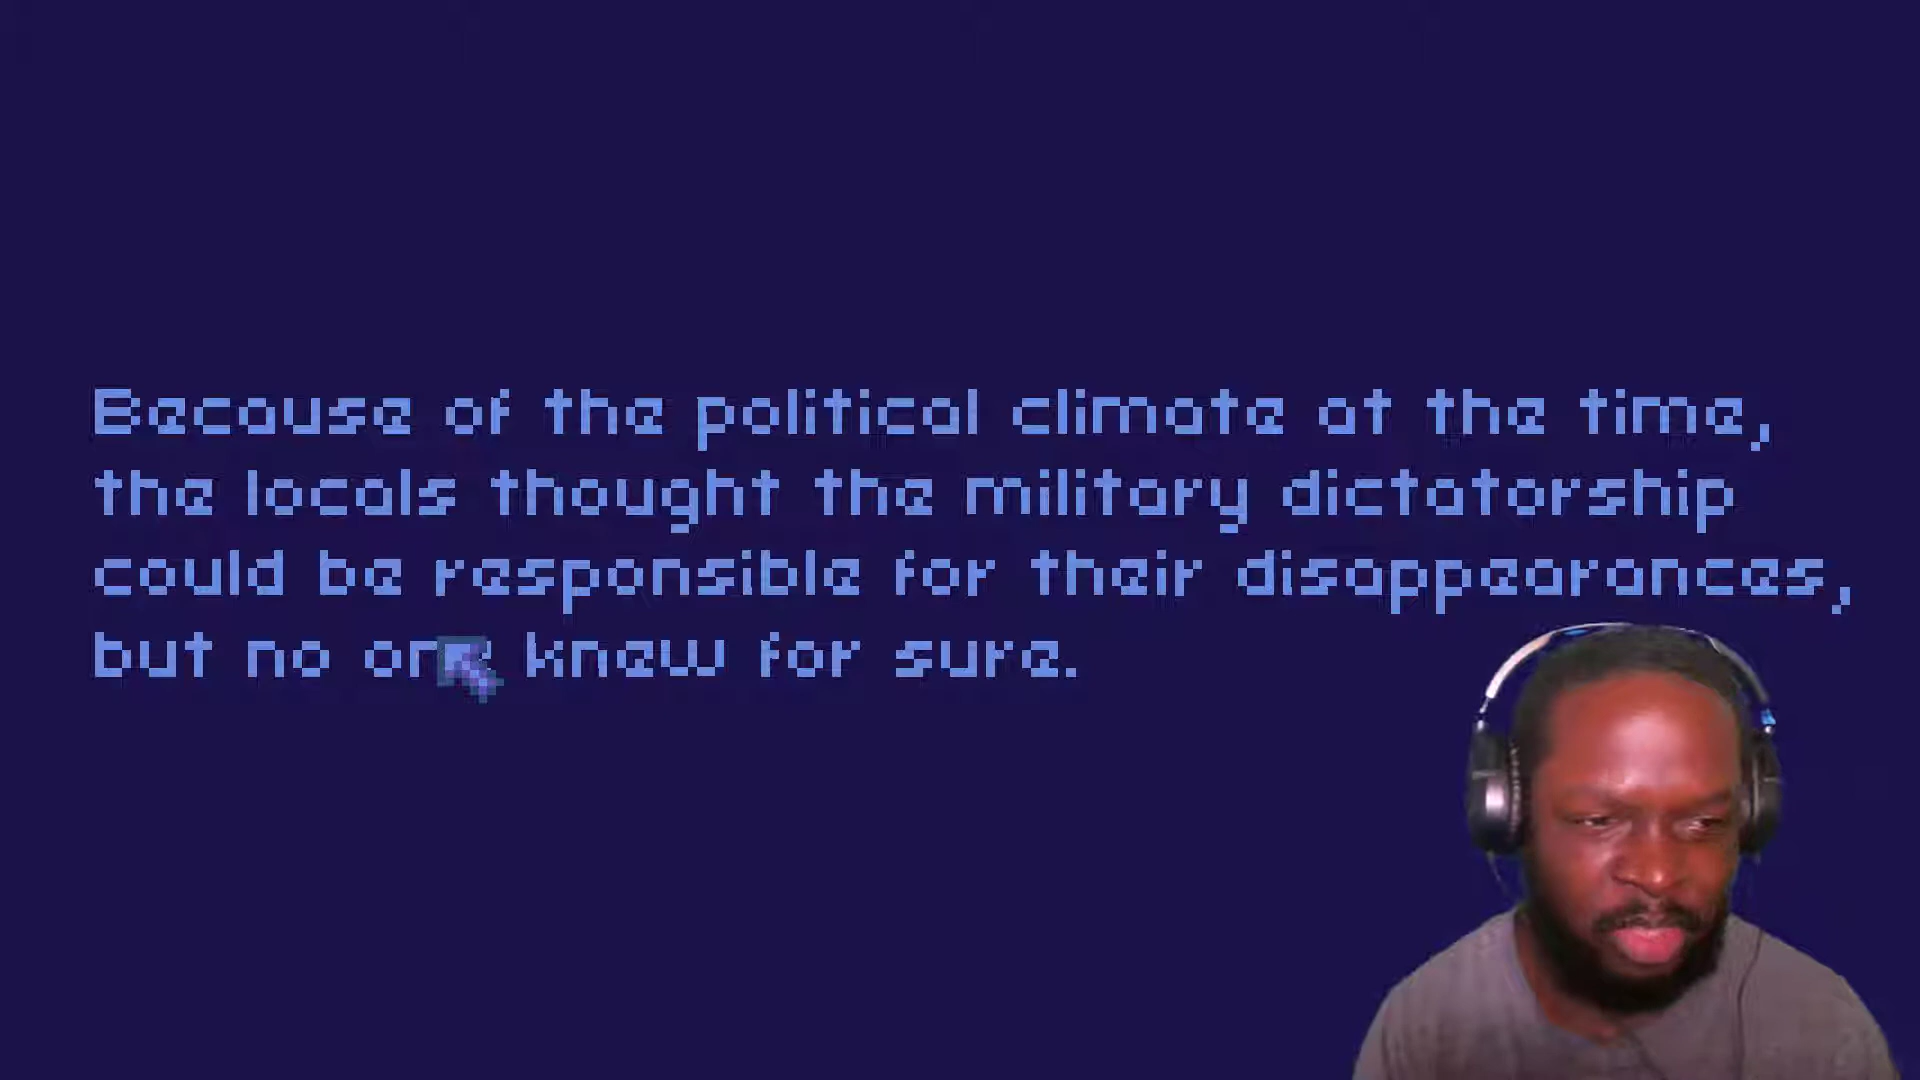 Because of the political climate at the time,
the locals thought the military dictatorship
could be responsible for their disappearances,
but no one knew for sure.